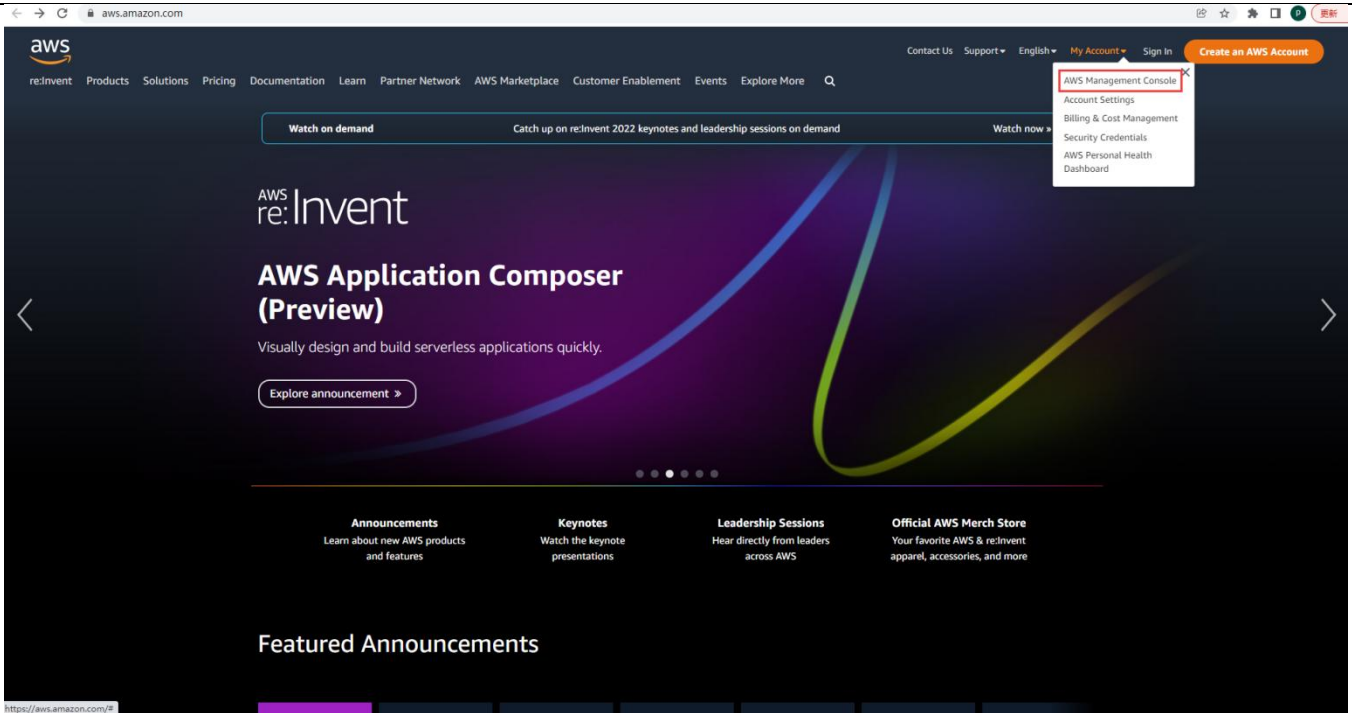 aws.amazon.com
更新
aws
Contact Us Support English My Account Sign In Create an AWS Account
re:Invent Products Solutions Pricing Documentation Learn Partner Network AWS Marketplace Customer Enablement Events Explore More
AWS Management Console
Account Settings
Billing & Cost Management
Security Credentials
AWS Personal Health
Dashboard
Watch on demand Catch up on re:Invent 2022 keynotes and leadership sessions on demand Watch now »
AWS
re:Invent
AWS Application Composer
(Preview)
Visually design and build serverless applications quickly.
Explore announcement »
Announcements
Learn about new AWS products
and features
Keynotes
Watch the keynote
presentations
Leadership Sessions
Hear directly from leaders
across AWS
Official AWS Merch Store
Your favorite AWS & re:Invent
apparel, accessories, and more
Featured Announcements
https://aws.amazon.com/#